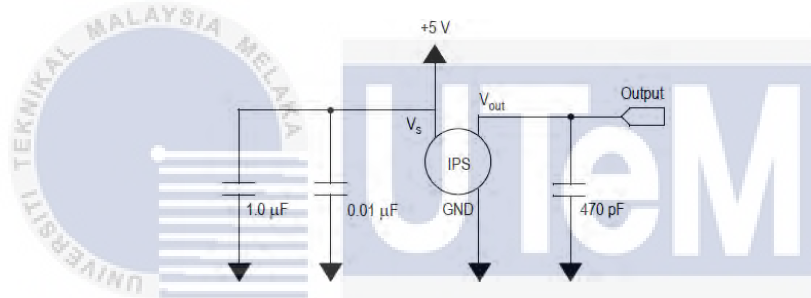 UNIVERSITI TEKNIKAL MALAYSIA MELAKA
UTeM
+5 V
Output
Vout
Vs
IPS
1.0 μF
0.01 μF
GND
470 pF